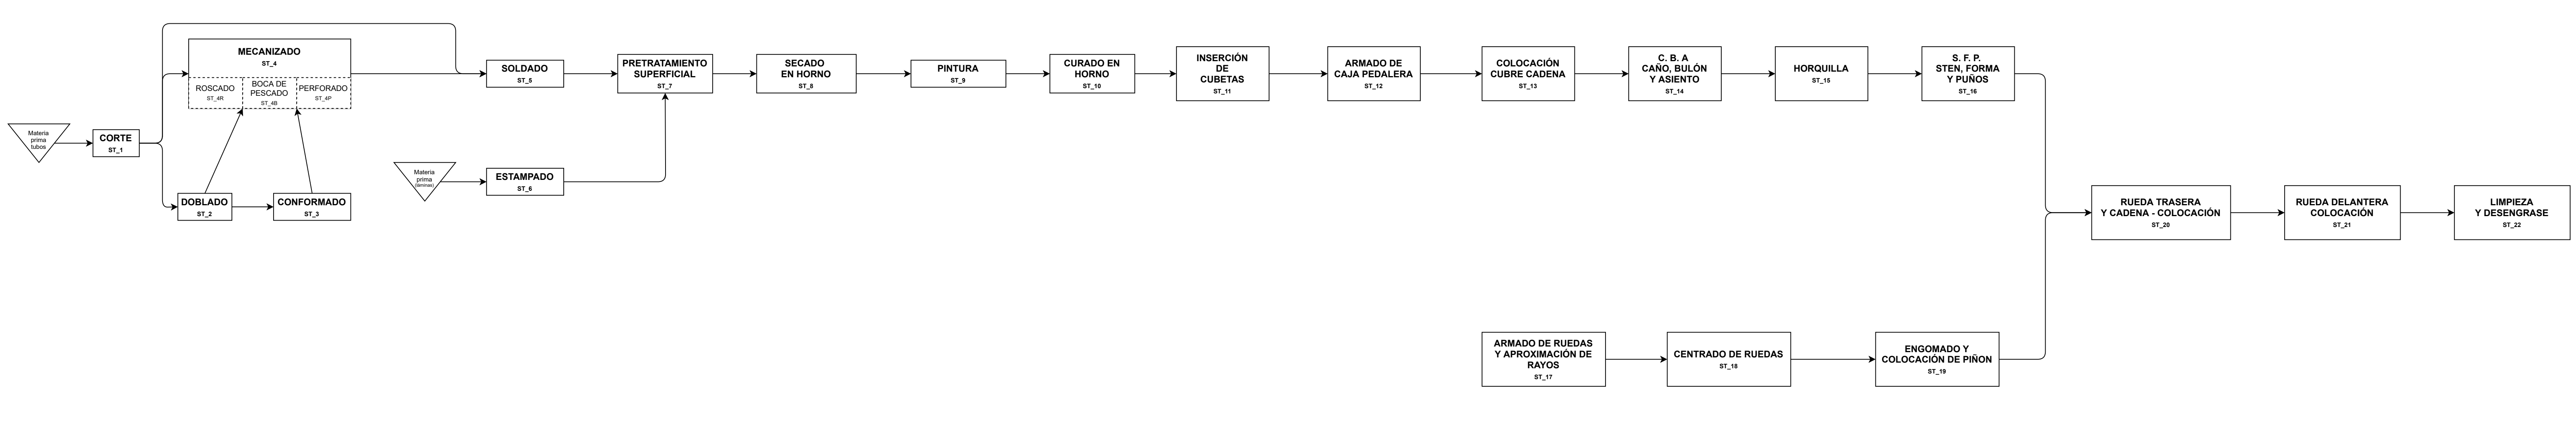 MECANIZADO
ST_4
ROSCADO
ST_4R
BOCA DE
PESCADO
ST_4B
PERFORADO
ST_4P
Materia
prima
tubos
CORTE
ST_1
DOBLADO
ST_2
CONFORMADO
ST_3
SOLDADO
ST_5
Materia
prima
(láminas)
ESTAMPADO
ST_6
PRETRATAMIENTO
SUPERFICIAL
ST_7
SECADO
EN HORNO
ST_8
PINTURA
ST_9
CURADO EN
HORNO
ST_10
INSERCIÓN
DE
CUBETAS
ST_11
ARMADO DE
CAJA PEDALERA
ST_12
COLOCACIÓN
CUBRE CADENA
ST_13
C. B. A
CAÑO, BULÓN
Y ASIENTO
ST_14
HORQUILLA
ST_15
S. F. P.
STEN, FORMA
Y PUÑOS
ST_16
ARMADO DE RUEDAS
Y APROXIMACIÓN DE
RAYOS
ST_17
CENTRADO DE RUEDAS
ST_18
ENGOMADO Y
COLOCACIÓN DE PIÑON
ST_19
RUEDA TRASERA
Y CADENA - COLOCACIÓN
ST_20
RUEDA DELANTERA
COLOCACIÓN
ST_21
LIMPIEZA
Y DESENGRASE
ST_22